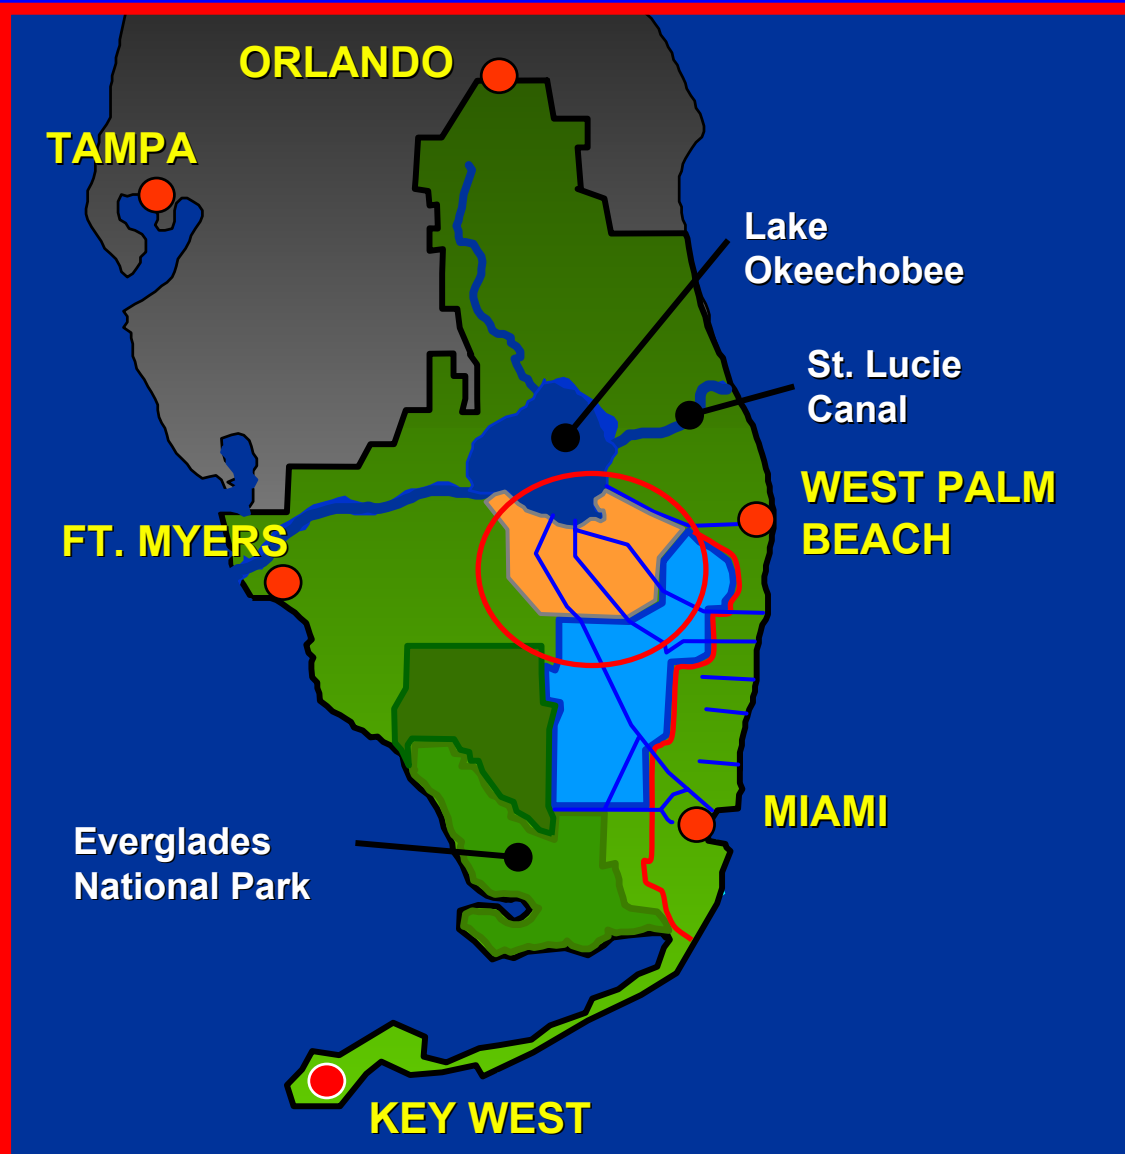 ORLANDO
TAMPA
Lake
Okeechobee
St. Lucie
Canal
WEST PALM
BEACH
FT. MYERS
MIAMI
Everglades
National Park
KEY WEST